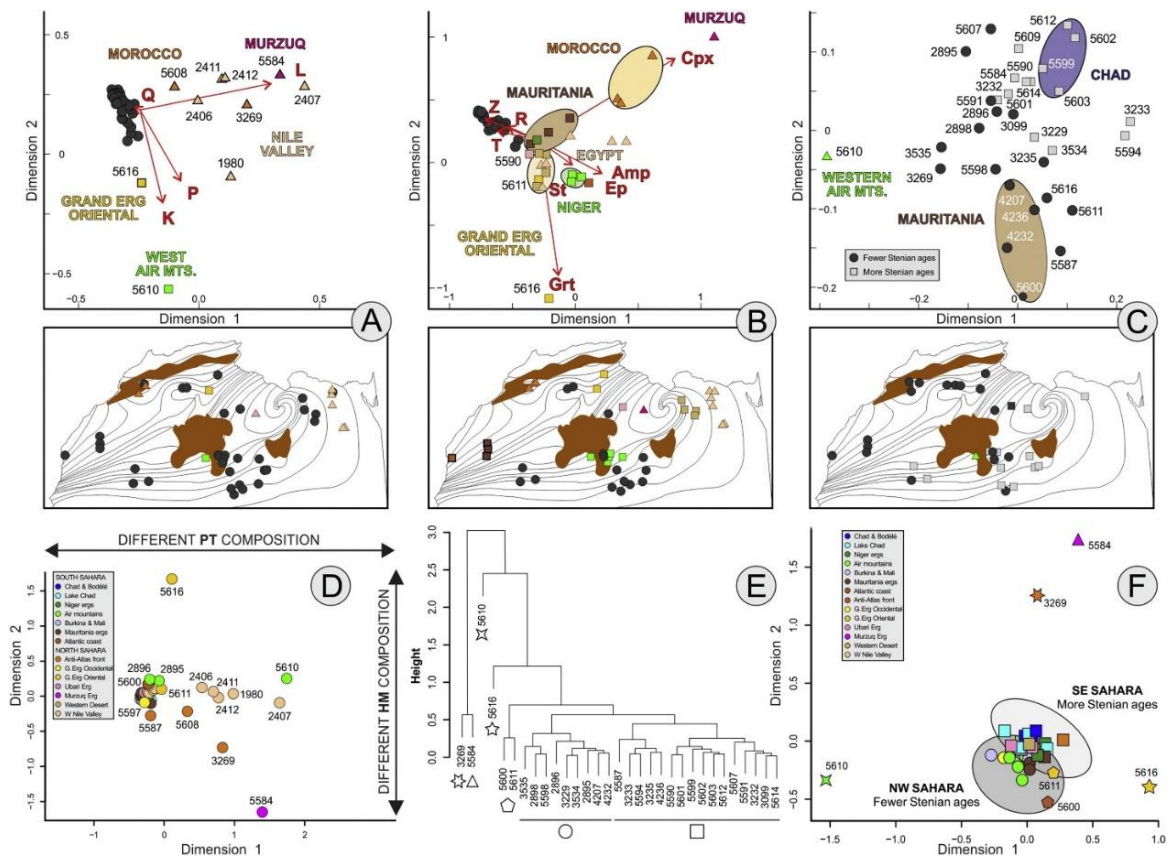 MOROCCO
MURZUQ
5608
2411
2412
5584
L
2407
Q
2406
3269
NILE
VALLEY
1980
5616
GRAND ERG
ORIENTAL
P
K
WEST
AIR MTS.
5610
0.5
0
−0.5
−0.5
0.0
0.5
Dimension 1
Dimension 2
A
MURZUQ
MOROCCO
Cpx
MAURITANIA
Z
R
T
5590
EGYPT
Amp
Ep
5611
St
NIGER
GRAND ERG
ORIENTAL
Grt
5616
1
0
−1
−1
0
1
Dimension 1
Dimension 2
B
5607
5612
5609
5602
2895
5599
CHAD
5584
5590
3232
5614
5603
5591
5601
2896
3233
2898
3099
3229
5594
5610
3535
3534
WESTERN
AIR MTS.
3235
3269
5598
4207
5616
4236
5611
MAURITANIA
4232
5587
5600
Fewer Stenian ages
More Stenian ages
0.1
0
−0.1
−0.2
−0.4
−0.2
0
0.2
Dimension 1
Dimension 2
C
DIFFERENT PT COMPOSITION
DIFFERENT HM COMPOSITION
D
SOUTH SAHARA
Chad & Bodélé
Lake Chad
Niger ergs
Air mountains
Burkina & Mali
Mauritania ergs
Atlantic coast
NORTH SAHARA
Anti-Atlas front
G.Erg Occidental
G.Erg Oriental
Ubari Erg
Murzuq Erg
Western Desert
W Nile Valley
5616
2896
2895
2406
2411
5610
5600
5611
1980
5597
2412
2407
5587
5608
3269
5584
1.5
1.0
0.5
0.0
−0.5
−1.0
−1.5
−1
0
1
2
Dimension 1
Dimension 2
E
Height
3.0
2.5
2.0
1.5
1.0
0.5
0.0
3269
5584
5610
5616
5600
5611
3535
2898
5598
2896
3229
3534
2895
4207
4232
5587
3233
5594
3235
4236
5590
5601
5599
5602
5603
5612
5607
5591
3232
3099
5614
F
Chad & Bodélé
Lake Chad
Niger ergs
Air mountains
Burkina & Mali
Mauritania ergs
Atlantic coast
Anti-Atlas front
G.Erg Occidental
G.Erg Oriental
Ubari Erg
Murzuq Erg
Western Desert
W Nile Valley
5584
3269
SE SAHARA
More Stenian ages
5610
NW SAHARA
Fewer Stenian ages
5611
5616
5600
1.5
1.0
0.5
0.0
−0.5
−1.5
−1.0
−0.5
0.0
0.5
1.0
Dimension 1
Dimension 2